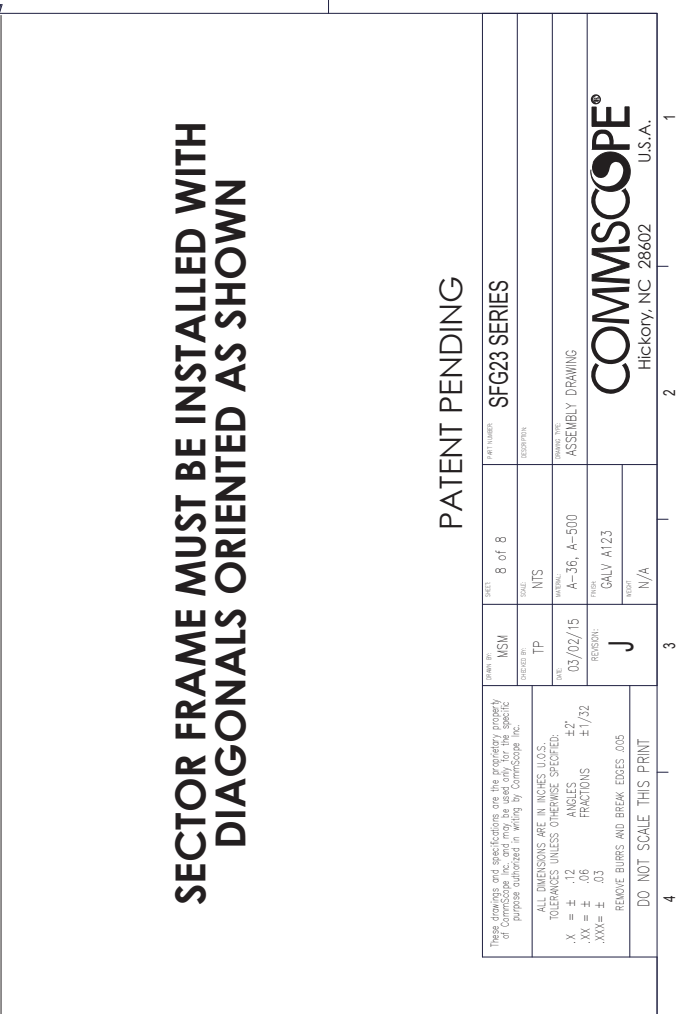 SECTOR FRAME MUST BE INSTALLED WITH
DIAGONALS ORIENTED AS SHOWN
PATENT PENDING
These drawings and specifications are the proprietary property
of CommScope Inc. and may be used only for the specific
purpose authorized in writing by CommScope Inc.
ALL DIMENSIONS ARE IN INCHES U.O.S.
TOLERANCES UNLESS OTHERWISE SPECIFIED:
.X = ± .12 ANGLES ±2°
.XX = ± .06 FRACTIONS ±1/32
.XXX= ± .03
REMOVE BURRS AND BREAK EDGES .005
DO NOT SCALE THIS PRINT
DRAWN BY:
MSM
CHECKED BY:
TP
DATE:
03/02/15
REVISION:
J
SHEET:
8 of 8
SCALE:
NTS
MATERIAL:
A-36, A-500
FINISH:
GALV A123
WEIGHT:
N/A
PART NUMBER:
SFG23 SERIES
DESCRIPTION:
DRAWING TYPE:
ASSEMBLY DRAWING
COMMSCOPE®
Hickory, NC 28602 U.S.A.
4 3 2 1